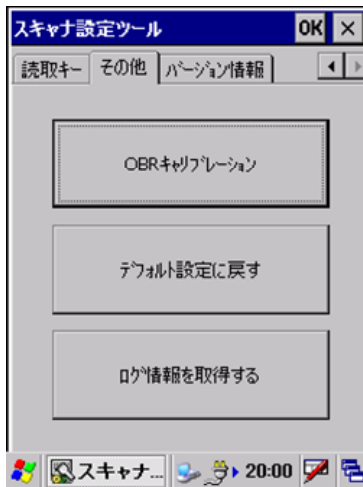 スキャナ設定ツール OK ×
読取キー その他 ﾊﾞｰｼﾞｮﾝ情報
OBRｷｬﾘﾌﾞﾚｰｼｮﾝ
ﾃﾞﾌｫﾙﾄ設定に戻す
ﾛｸﾞ情報を取得する
スキャナ... 20:00